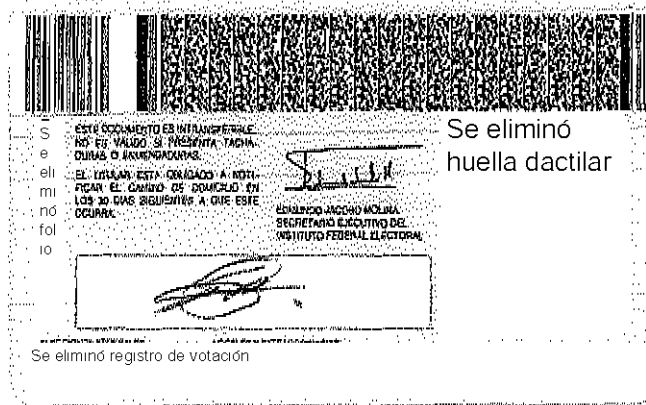 Se eliminó
huella dactilar
S
e
eli
mi
nó
fol
io
ESTE DOCUMENTO ES INTRANSFERIBLE.
NO ES VALIDO SI PRESENTA TACHA-
DURAS O ENMENDADURAS.
EL TITULAR ESTA OBLIGADO A NOTI-
FICAR EL CAMBIO DE DOMICILIO EN
LOS 30 DIAS SIGUIENTES A QUE ESTE
OCURRA.
EDMUNDO JACOBO MOLINA
SECRETARIO EJECUTIVO DEL
INSTITUTO FEDERAL ELECTORAL
Se eliminó registro de votación